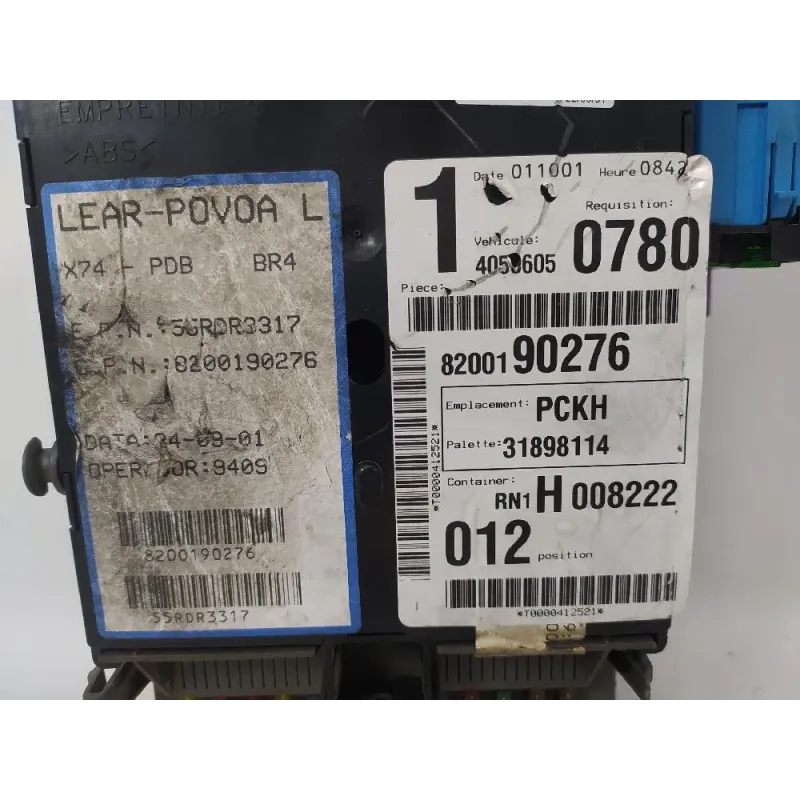 EMPREINTE
>ABS<
LEAR-POVOA L
X74 - PDB BR4
E.P.N.:55RDR3317
C.P.N.:8200190276
DATA:24-09-01
OPERADOR:9409
8200190276
55RDR3317
1
Date 011001 Heure 0842
Requisition:
0780
Vehicule:
Piece:
8200190276
Emplacement: PCKH
Palette: 31898114
*T0000412521*
Container:
RN1 H 008222
012 position
*T0000412521*